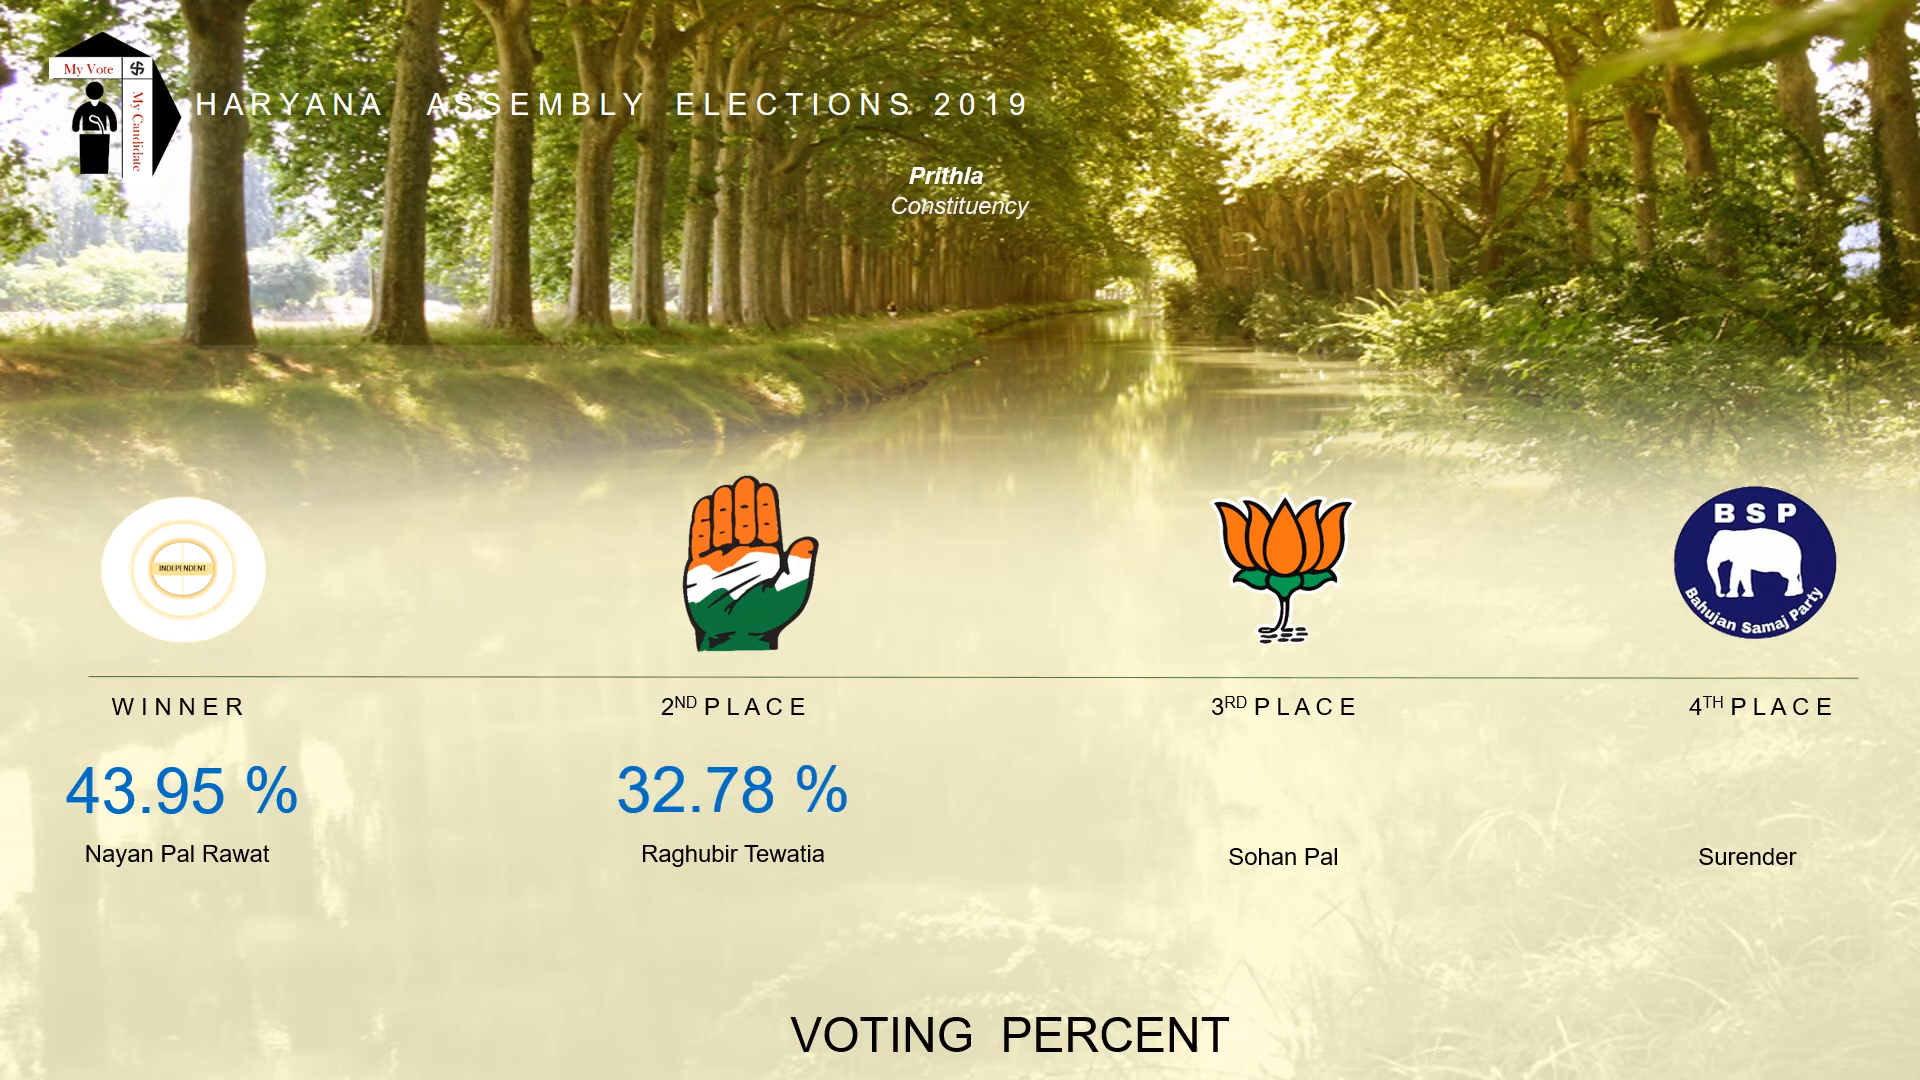 My Vote
My Candidate
HARYANA ASSEMBLY ELECTIONS 2019
Prithla
Constituency
INDEPENDENT
BSP
Bahujan Samaj Party
WINNER
2ND PLACE
3RD PLACE
4TH PLACE
43.95 %
32.78 %
Nayan Pal Rawat
Raghubir Tewatia
Sohan Pal
Surender
VOTING PERCENT